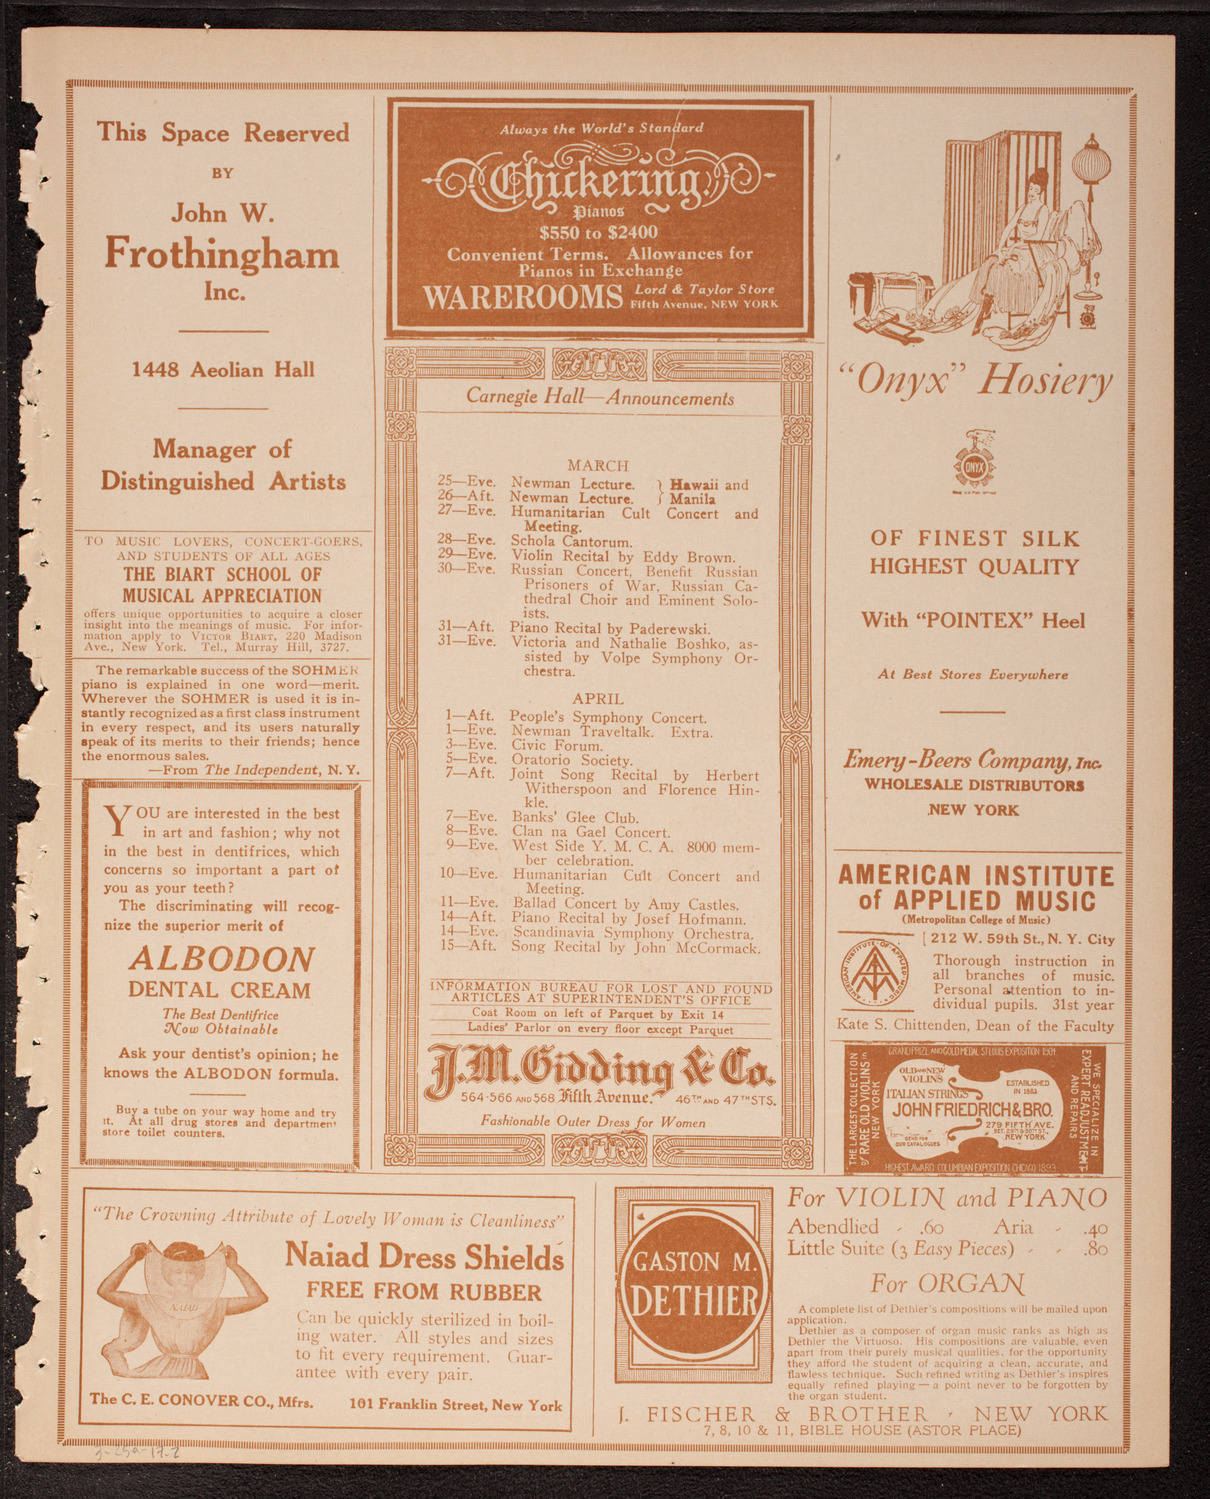 This Space Reserved
BY
John W.
Frothingham
Inc.
1448 Aeolian Hall
Manager of
Distinguished Artists
TO MUSIC LOVERS, CONCERT-GOERS,
AND STUDENTS OF ALL AGES
THE BIART SCHOOL OF
MUSICAL APPRECIATION
offers unique opportunities to acquire a closer
insight into the meanings of music. For infor-
mation apply to VICTOR BIART, 220 Madison
Ave., New York. Tel., Murray Hill, 3727.
The remarkable success of the SOHMER
piano is explained in one word—merit.
Wherever the SOHMER is used it is in-
stantly recognized as a first class instrument
in every respect, and its users naturally
speak of its merits to their friends; hence
the enormous sales.
—From The Independent, N. Y.
YOU are interested in the best
in art and fashion; why not
in the best in dentifrices, which
concerns so important a part of
you as your teeth?
The discriminating will recog-
nize the superior merit of
ALBODON
DENTAL CREAM
The Best Dentifrice
Now Obtainable
Ask your dentist's opinion; he
knows the ALBODON formula.
Buy a tube on your way home and try
it. At all drug stores and department
store toilet counters.
Always the World's Standard
Chickering
Pianos
$550 to $2400
Convenient Terms. Allowances for
Pianos in Exchange
WAREROOMS Lord & Taylor Store
Fifth Avenue, NEW YORK
Carnegie Hall—Announcements
MARCH
25—Eve. Newman Lecture. } Hawaii and
26—Aft. Newman Lecture. } Manila
27—Eve. Humanitarian Cult Concert and
Meeting.
28—Eve. Schola Cantorum.
29—Eve. Violin Recital by Eddy Brown.
30—Eve. Russian Concert, Benefit Russian
Prisoners of War, Russian Ca-
thedral Choir and Eminent Solo-
ists.
31—Aft. Piano Recital by Paderewski.
31—Eve. Victoria and Nathalie Boshko, as-
sisted by Volpe Symphony Or-
chestra.
APRIL
1—Aft. People's Symphony Concert.
1—Eve. Newman Traveltalk. Extra.
3—Eve. Civic Forum.
5—Eve. Oratorio Society.
7—Aft. Joint Song Recital by Herbert
Witherspoon and Florence Hin-
kle.
7—Eve. Banks' Glee Club.
8—Eve. Clan na Gael Concert.
9—Eve. West Side Y. M. C. A. 8000 mem-
ber celebration.
10—Eve. Humanitarian Cult Concert and
Meeting.
11—Eve. Ballad Concert by Amy Castles.
14—Aft. Piano Recital by Josef Hofmann.
14—Eve. Scandinavia Symphony Orchestra.
15—Aft. Song Recital by John McCormack.
INFORMATION BUREAU FOR LOST AND FOUND
ARTICLES AT SUPERINTENDENT'S OFFICE
Coat Room on left of Parquet by Exit 14
Ladies' Parlor on every floor except Parquet
J. M. Gidding & Co.
564-566 AND 568 Fifth Avenue. 46TH AND 47TH STS.
Fashionable Outer Dress for Women
"Onyx" Hosiery
ONYX
OF FINEST SILK
HIGHEST QUALITY
With "POINTEX" Heel
At Best Stores Everywhere
Emery-Beers Company, Inc.
WHOLESALE DISTRIBUTORS
NEW YORK
AMERICAN INSTITUTE
of APPLIED MUSIC
(Metropolitan College of Music)
AMERICAN INSTITUTE OF APPLIED MUSIC
212 W. 59th St., N. Y. City
Thorough instruction in
all branches of music.
Personal attention to in-
dividual pupils. 31st year
Kate S. Chittenden, Dean of the Faculty
GRAND PRIZE AND GOLD MEDAL ST LOUIS EXPOSITION 1904
THE LARGEST COLLECTION
of RARE OLD VIOLINS in
NEW YORK
OLD AND NEW
VIOLINS
ITALIAN STRINGS
ESTABLISHED
IN 1883
JOHN FRIEDRICH & BRO.
279 FIFTH AVE.
BET. 29TH & 30TH ST.,
NEW YORK
SEND FOR
OUR CATALOGUES
WE SPECIALIZE IN
EXPERT READJUSTMENT
AND REPAIRS
HIGHEST AWARD COLUMBIAN EXPOSITION CHICAGO 1893
"The Crowning Attribute of Lovely Woman is Cleanliness"
NAIAD
Naiad Dress Shields
FREE FROM RUBBER
Can be quickly sterilized in boil-
ing water. All styles and sizes
to fit every requirement. Guar-
antee with every pair.
The C. E. CONOVER CO., Mfrs. 101 Franklin Street, New York
GASTON M.
DETHIER
For VIOLIN and PIANO
Abendlied - .60 Aria - .40
Little Suite (3 Easy Pieces) - - .80
For ORGAN
A complete list of Dethier's compositions will be mailed upon
application.
Dethier as a composer of organ music ranks as high as
Dethier the Virtuoso. His compositions are valuable, even
apart from their purely musical qualities, for the opportunity
they afford the student of acquiring a clean, accurate, and
flawless technique. Such refined writing as Dethier's inspires
equally refined playing—a point never to be forgotten by
the organ student.
J. FISCHER & BROTHER - NEW YORK
7, 8, 10 & 11, BIBLE HOUSE (ASTOR PLACE)